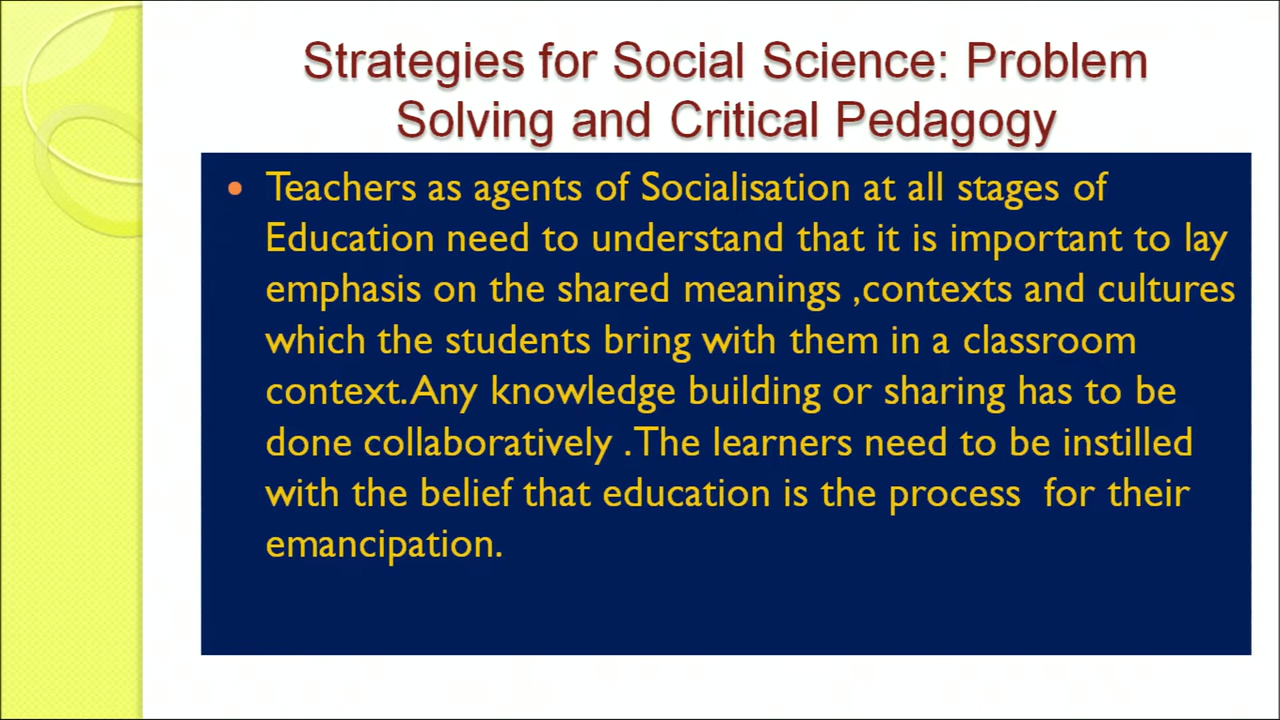 Strategies for Social Science: Problem
Solving and Critical Pedagogy
• Teachers as agents of Socialisation at all stages of
Education need to understand that it is important to lay
emphasis on the shared meanings ,contexts and cultures
which the students bring with them in a classroom
context.Any knowledge building or sharing has to be
done collaboratively .The learners need to be instilled
with the belief that education is the process  for their
emancipation.